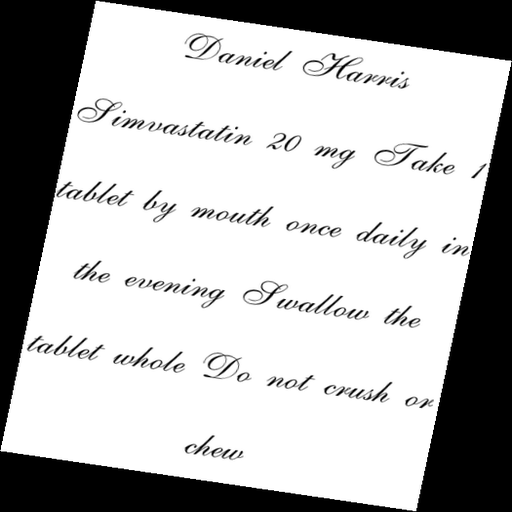 Daniel Harris
Simvastatin 20 mg Take 1
tablet by mouth once daily in
the evening Swallow the
tablet whole Do not crush or
chew